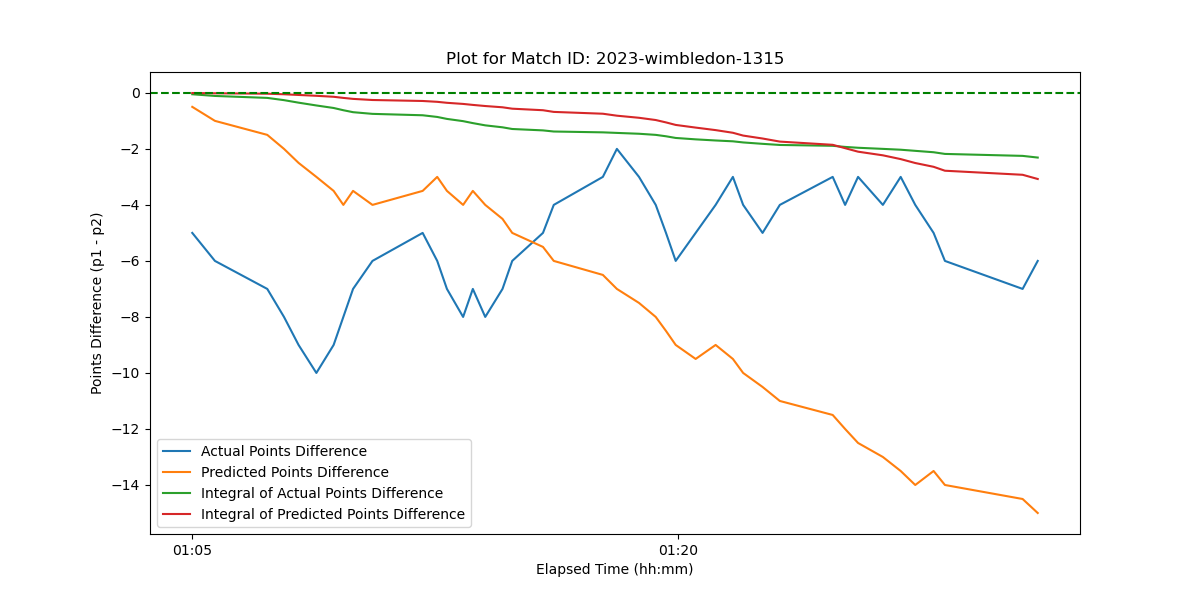 Plot for Match ID: 2023-wimbledon-1315
Points Difference (p1 - p2)
0
−2
−4
−6
−8
−10
−12
−14
Actual Points Difference
Predicted Points Difference
Integral of Actual Points Difference
Integral of Predicted Points Difference
01:05 01:20
Elapsed Time (hh:mm)